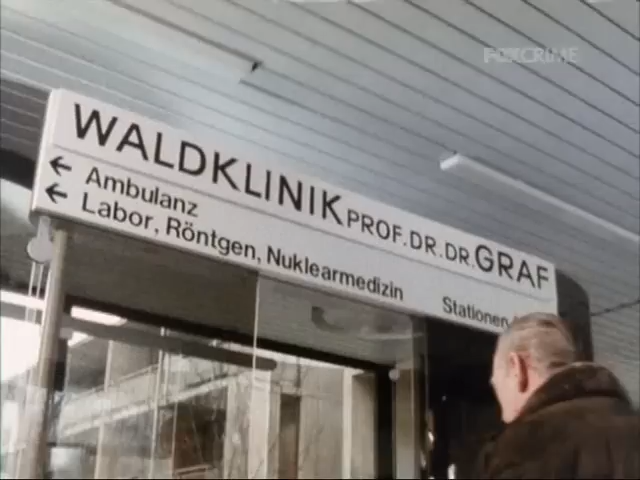 FOXCRIME
WALDKLINIK PROF. DR. DR. GRAF
← Ambulanz
← Labor, Röntgen, Nuklearmedizin
Stationen